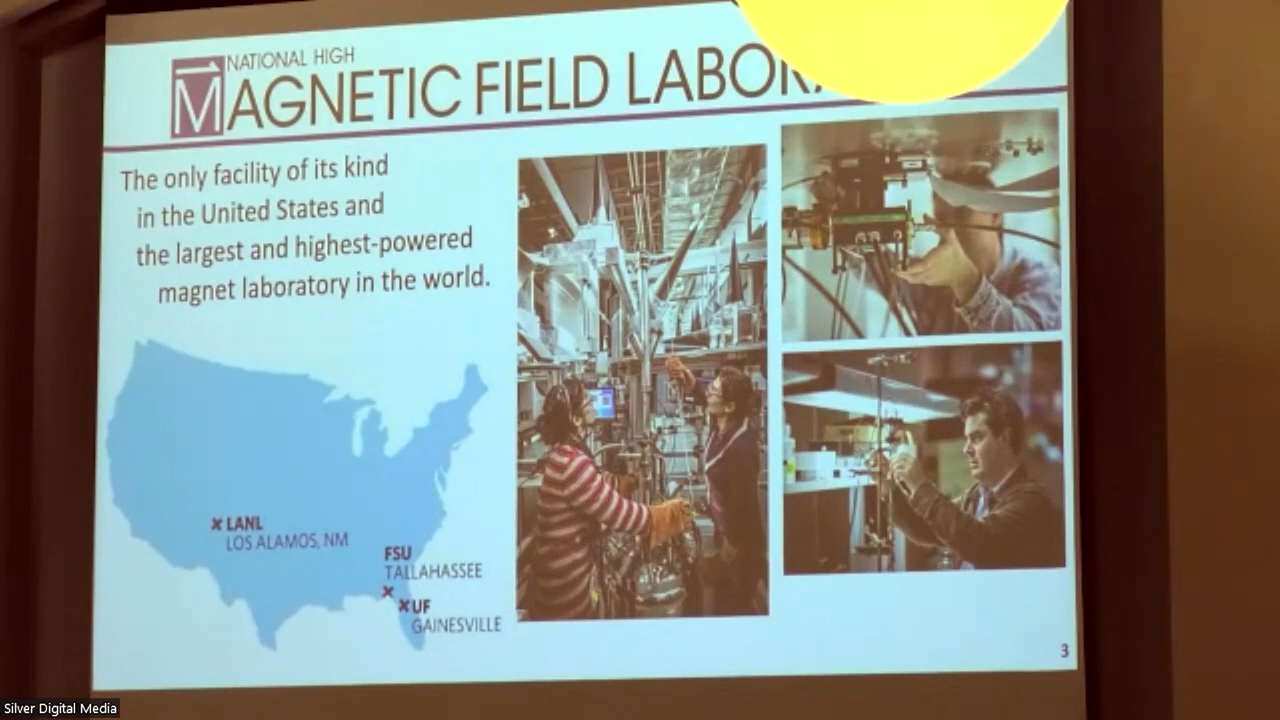 NATIONAL HIGH
MAGNETIC FIELD
The only facility of its kind
in the United States and
the largest and highest-powered
magnet laboratory in the world.
LANL
LOS ALAMOS, NM
FSU
TALLAHASSEE
UF
GAINESVILLE
3
Silver Digital Media